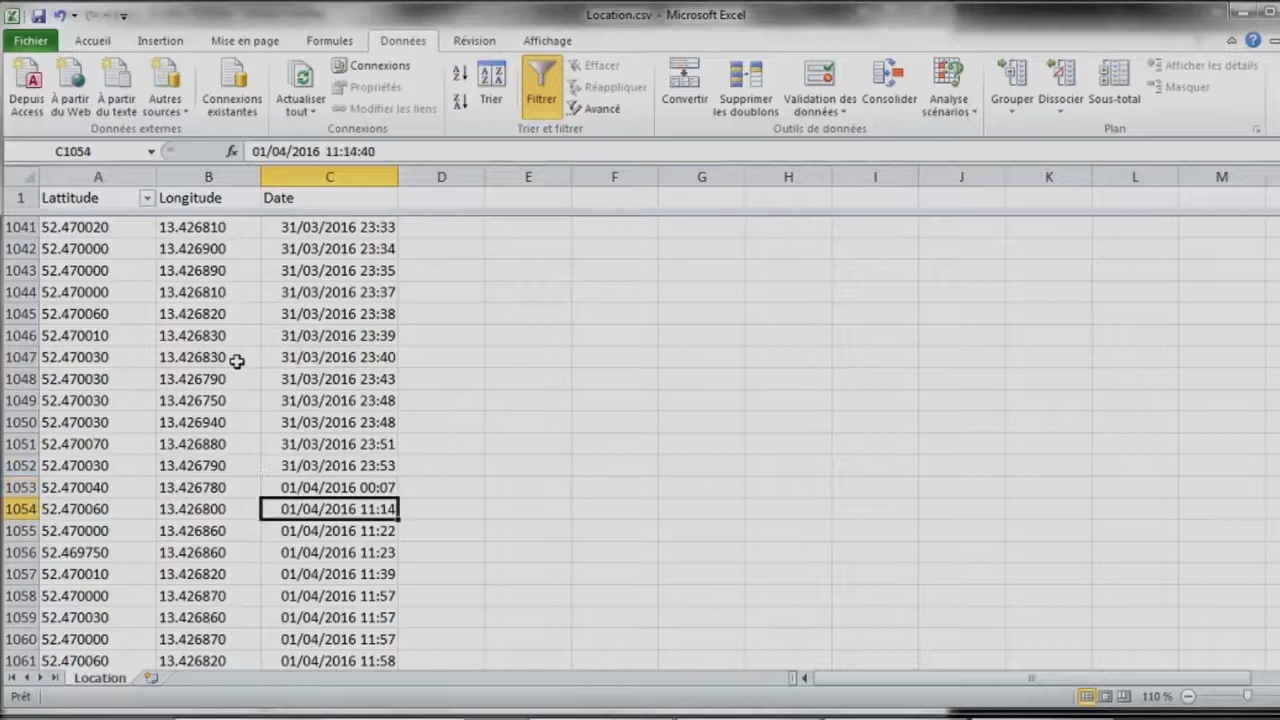 Location.csv - Microsoft Excel
Fichier Accueil Insertion Mise en page Formules Données Révision Affichage
Depuis Access
À partir du Web
À partir du texte
Autres sources
Connexions existantes
Données externes
Actualiser tout
Connexions
Propriétés
Modifier les liens
Connexions
Trier
Filtrer
Effacer
Réappliquer
Avancé
Trier et filtrer
Convertir
Supprimer les doublons
Validation des données
Consolider
Analyse scénarios
Outils de données
Grouper
Dissocier
Sous-total
Afficher les détails
Masquer
Plan
C1054 fx 01/04/2016 11:14:40
A B C D E F G H I J K L M
1 Lattitude Longitude Date
1041 52.470020 13.426810 31/03/2016 23:33
1042 52.470000 13.426900 31/03/2016 23:34
1043 52.470000 13.426890 31/03/2016 23:35
1044 52.470000 13.426810 31/03/2016 23:37
1045 52.470060 13.426820 31/03/2016 23:38
1046 52.470010 13.426830 31/03/2016 23:39
1047 52.470030 13.426830 31/03/2016 23:40
1048 52.470030 13.426790 31/03/2016 23:43
1049 52.470030 13.426750 31/03/2016 23:48
1050 52.470030 13.426940 31/03/2016 23:48
1051 52.470070 13.426880 31/03/2016 23:51
1052 52.470030 13.426790 31/03/2016 23:53
1053 52.470040 13.426780 01/04/2016 00:07
1054 52.470060 13.426800 01/04/2016 11:14
1055 52.470000 13.426860 01/04/2016 11:22
1056 52.469750 13.426860 01/04/2016 11:23
1057 52.470010 13.426820 01/04/2016 11:39
1058 52.470000 13.426870 01/04/2016 11:57
1059 52.470030 13.426860 01/04/2016 11:57
1060 52.470000 13.426870 01/04/2016 11:57
1061 52.470060 13.426820 01/04/2016 11:58
Location
Prêt 110 %